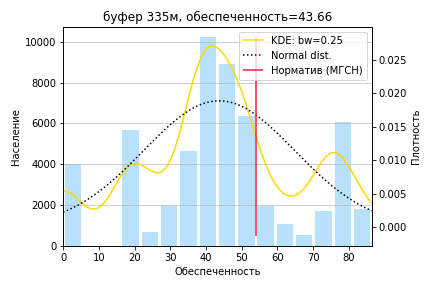 буфер 335м, обеспеченность=43.66
KDE: bw=0.25
Normal dist.
Норматив (МГСН)
Население
10000
8000
6000
4000
2000
0
0.025
0.020
0.015
0.010
0.005
0.000
Плотность
0 10 20 30 40 50 60 70 80
Обеспеченность